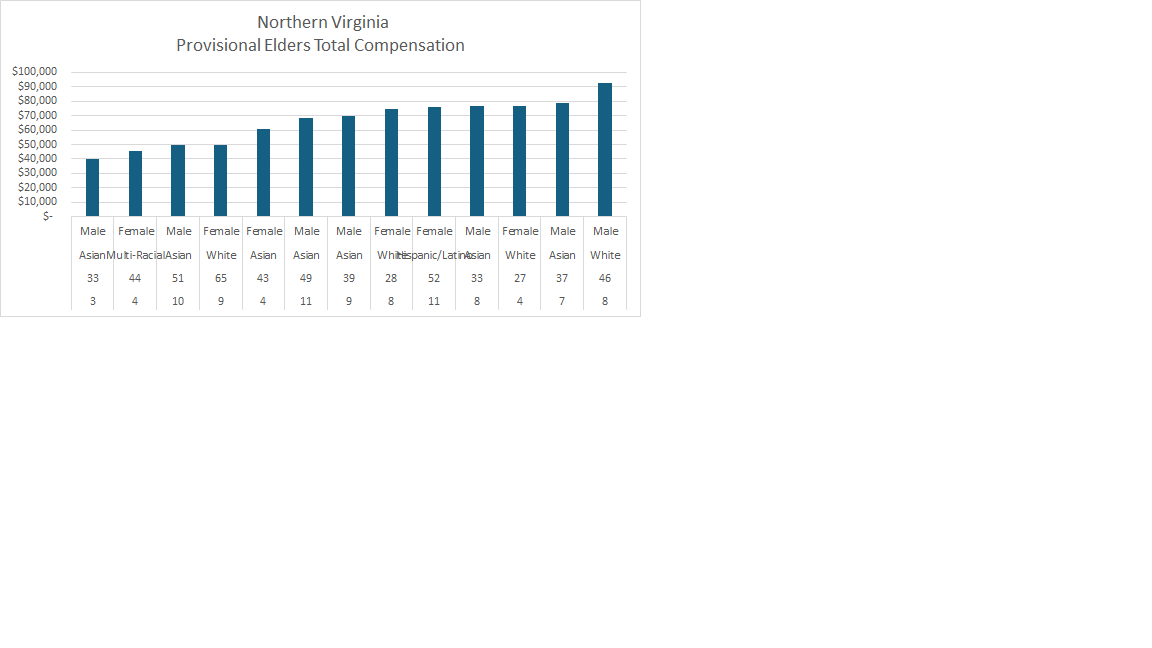 Northern Virginia
Provisional Elders Total Compensation
$100,000
$90,000
$80,000
$70,000
$60,000
$50,000
$40,000
$30,000
$20,000
$10,000
$-
Male Female Male Female Female Male Male Female Female Male Female Male Male
Asian Multi-Racial Asian White Asian Asian Asian White Hispanic/Latino Asian White Asian White
33 44 51 65 43 49 39 28 52 33 27 37 46
3 4 10 9 4 11 9 8 11 8 4 7 8